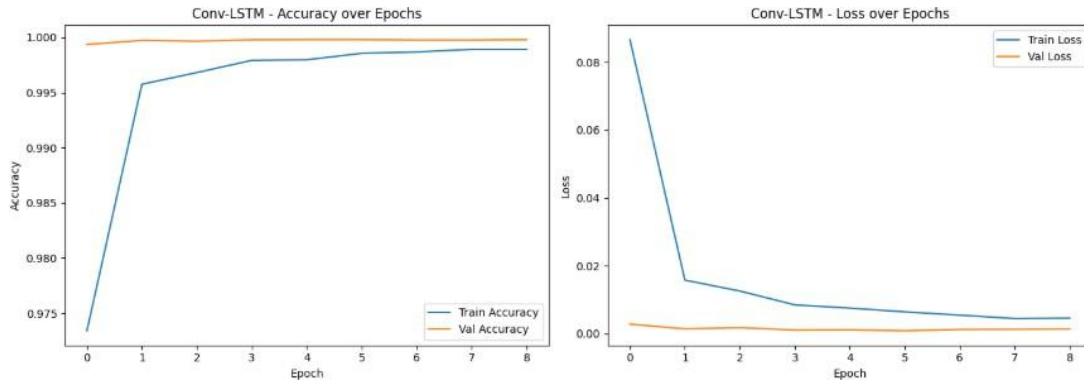 Conv-LSTM - Accuracy over Epochs
1.000
0.995
0.990
0.985
0.980
0.975
Accuracy
Train Accuracy
Val Accuracy
0 1 2 3 4 5 6 7 8
Epoch
Conv-LSTM - Loss over Epochs
Train Loss
Val Loss
0.08
0.06
0.04
0.02
0.00
Loss
0 1 2 3 4 5 6 7 8
Epoch